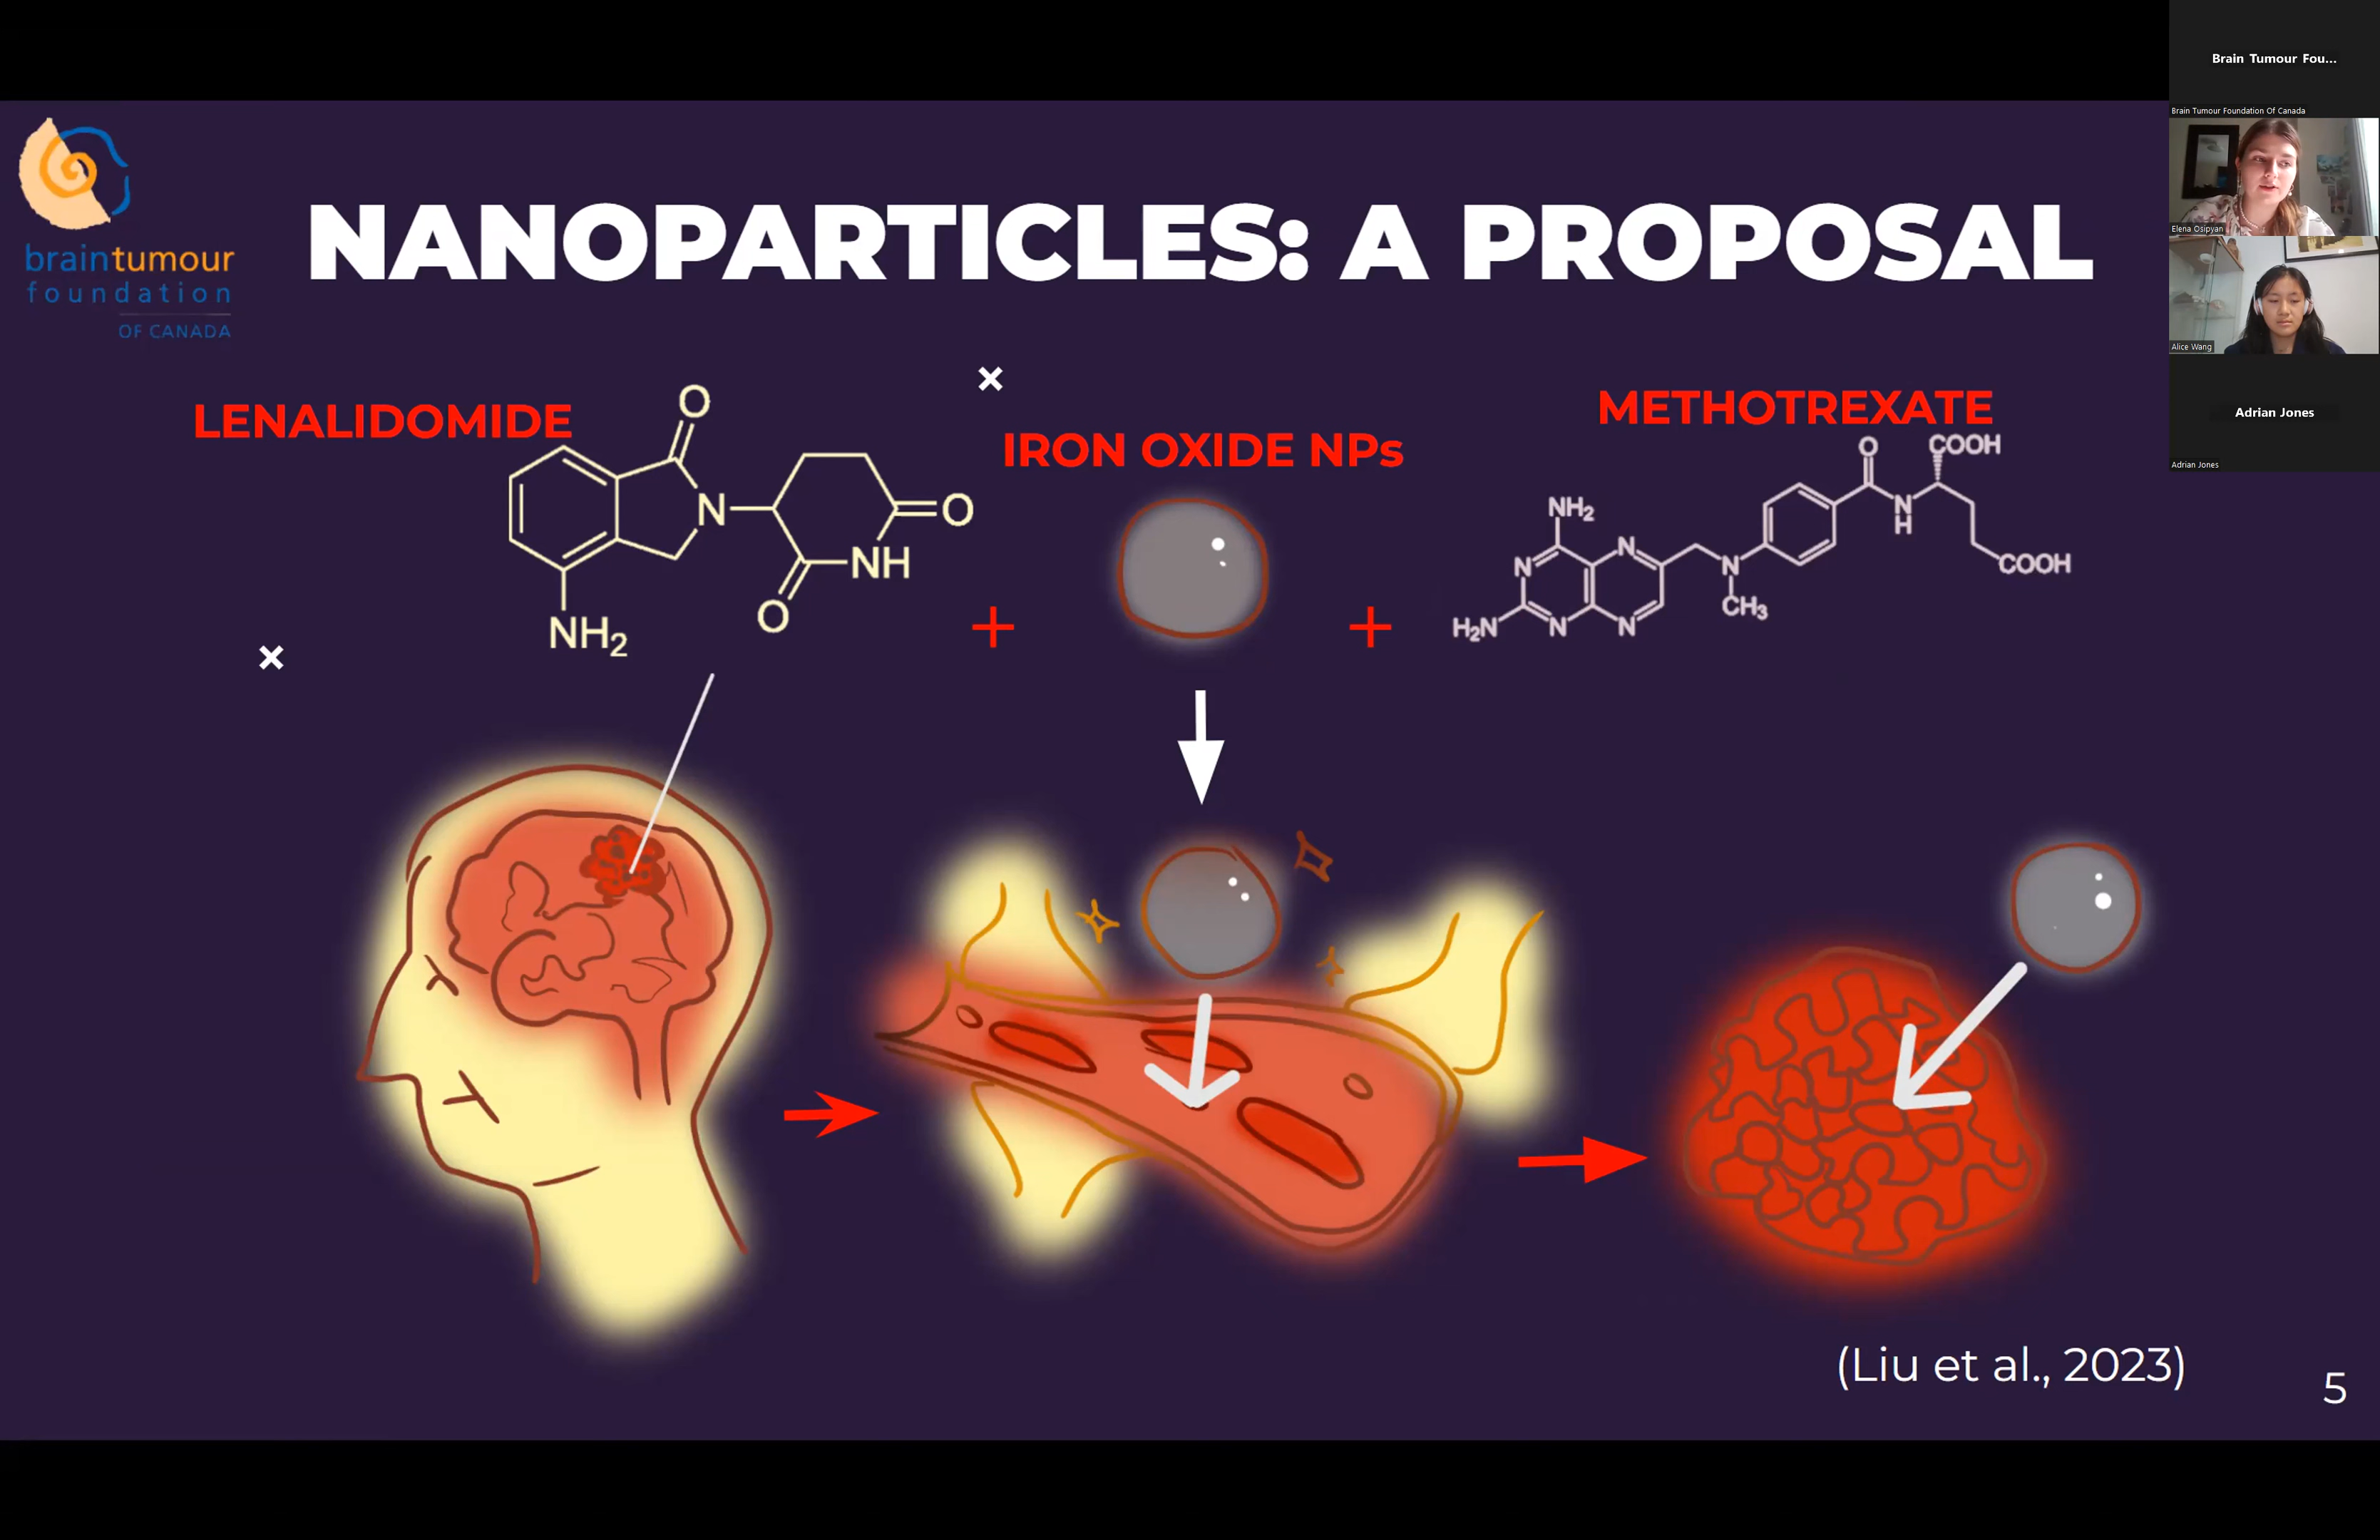 braintumour
foundation
OF CANADA
NANOPARTICLES: A PROPOSAL
LENALIDOMIDE
O
N
O
NH
O
NH2
IRON OXIDE NPs
METHOTREXATE
O
COOH
NH2
N
H
N
N
N
COOH
CH3
H2N
N
N
(Liu et al., 2023)
5
Brain Tumour Fou...
Brain Tumour Foundation Of Canada
Elena Osipyan
Alice Wang
Adrian Jones
Adrian Jones